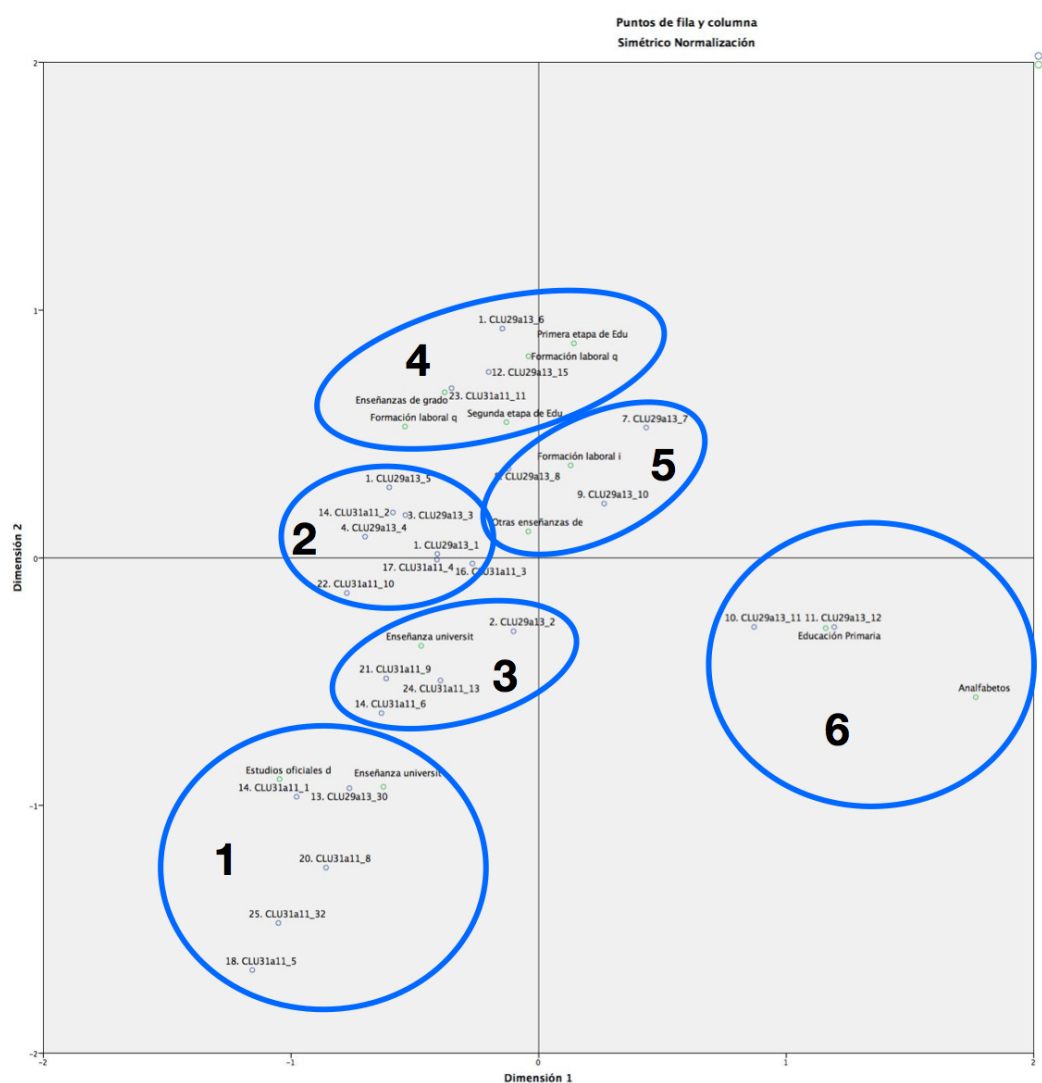 Puntos de fila y columna
Simétrico Normalización
2
1
0
-1
-2
-2
-1
0
1
2
Dimensión 2
Dimensión 1
1. CLU29a13_6
Primera etapa de Edu
4
Formación laboral q
12. CLU29a13_15
23. CLU31a11_11
Enseñanzas de grado
Formación laboral q
Segunda etapa de Edu
7. CLU29a13_7
Formación laboral i
5
CLU29a13_8
9. CLU29a13_10
Otras enseñanzas de
1. CLU29a13_5
14. CLU31a11_2
3. CLU29a13_3
4. CLU29a13_4
2
1. CLU29a13_1
17. CLU31a11_4
16. CLU31a11_3
22. CLU31a11_10
2. CLU29a13_2
Enseñanza universit
21. CLU31a11_9
3
24. CLU31a11_13
14. CLU31a11_6
10. CLU29a13_11
11. CLU29a13_12
Educación Primaria
Analfabetos
6
Estudios oficiales d
Enseñanza universit
14. CLU31a11_1
13. CLU29a13_30
1
20. CLU31a11_8
25. CLU31a11_32
18. CLU31a11_5